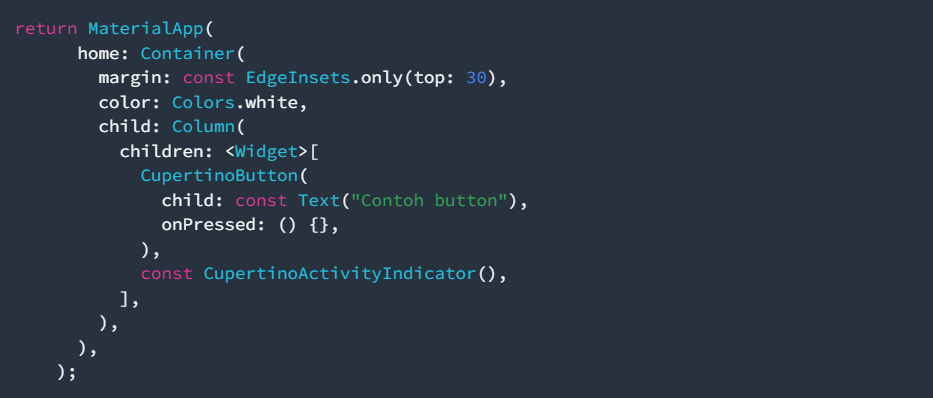 return MaterialApp(
      home: Container(
        margin: const EdgeInsets.only(top: 30),
        color: Colors.white,
        child: Column(
          children: <Widget>[
            CupertinoButton(
              child: const Text("Contoh button"),
              onPressed: () {},
            ),
            const CupertinoActivityIndicator(),
          ],
        ),
      ),
    );